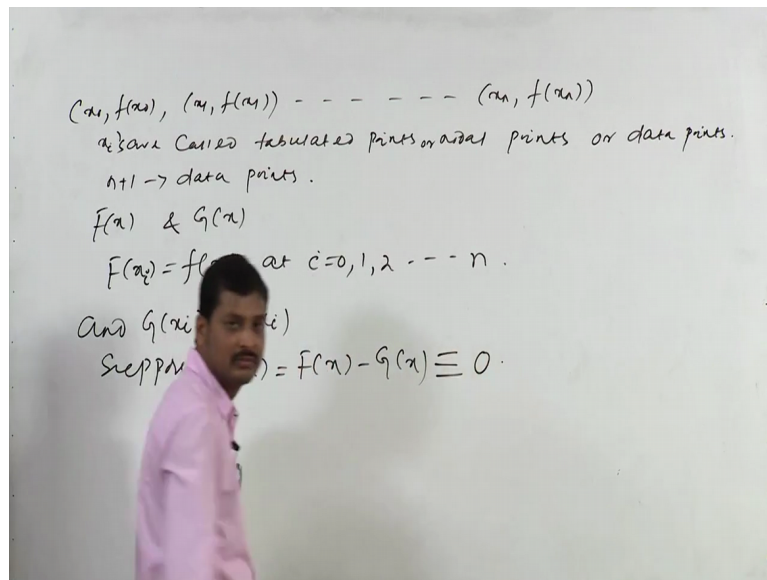 (x₀, f(x₀), (x₁, f(x₁)) - - - - - - - (xₙ, f(xₙ))
xᵢ's are Called tabulated points or nodal points or data points.
n+1 → data points.
F(x) & G(x)
F(xᵢ) = f( at i=0,1,2 - - - n.
and G(xᵢ i)
) = F(x) - G(x) ≡ 0.